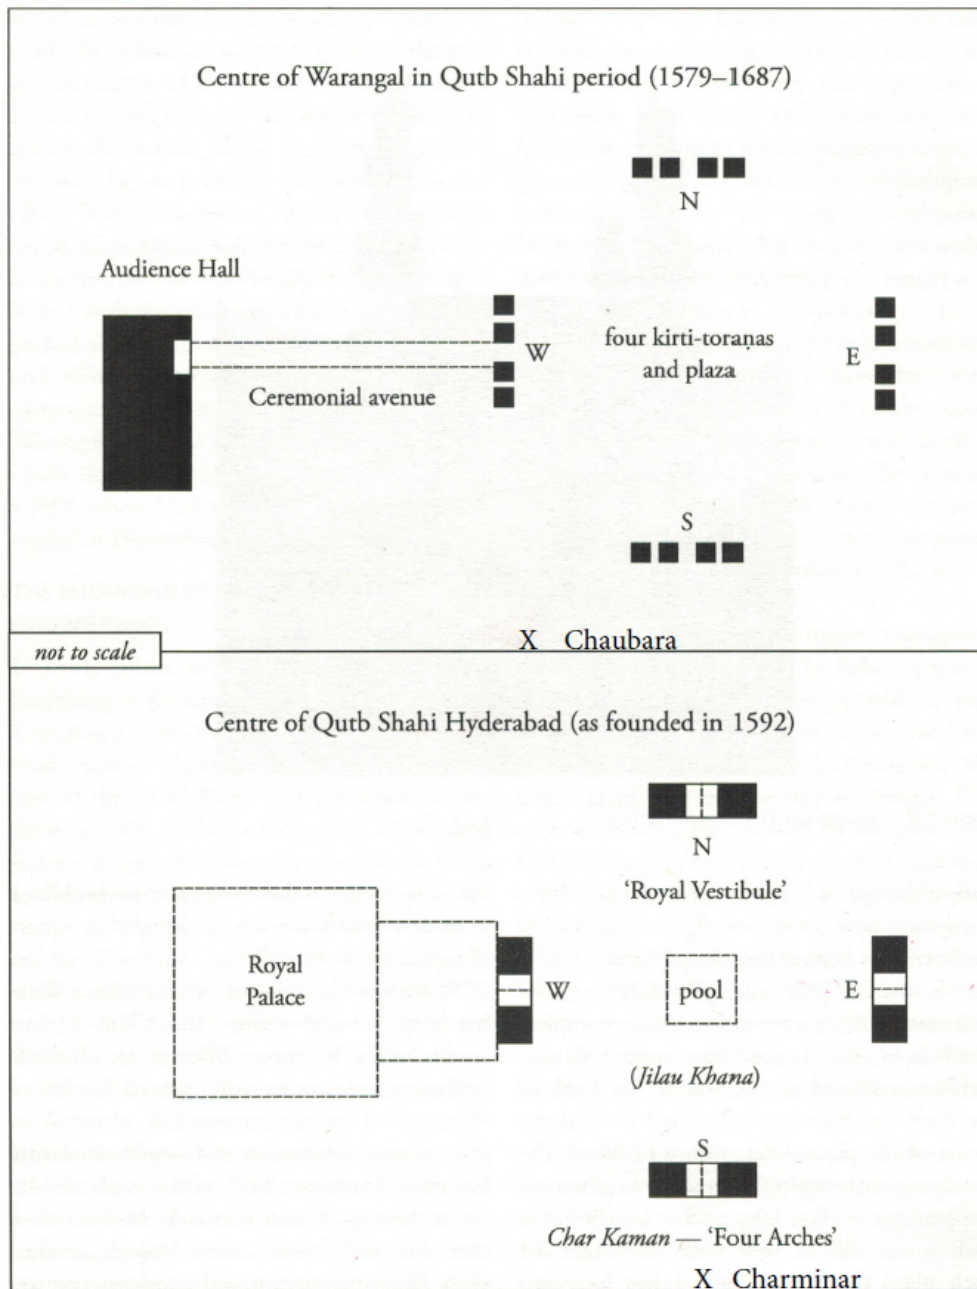 Centre of Warangal in Qutb Shahi period (1579–1687)
N
Audience Hall
W
four kirti-toraṇas
and plaza
E
Ceremonial avenue
S
X Chaubara
not to scale
Centre of Qutb Shahi Hyderabad (as founded in 1592)
N
'Royal Vestibule'
Royal
Palace
W
pool
E
(Jilau Khana)
S
Char Kaman — 'Four Arches'
X Charminar